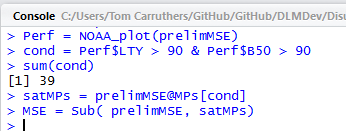 Console C:/Users/Tom Carruthers/GitHub/GitHub/DLMDev/Disu
> Perf = NOAA_plot(prelimMSE)
> cond = Perf$LTY > 90 & Perf$B50 > 90
> sum(cond)
[1] 39
> satMPs = prelimMSE@MPs[cond]
> MSE = Sub( prelimMSE, satMPs)
>